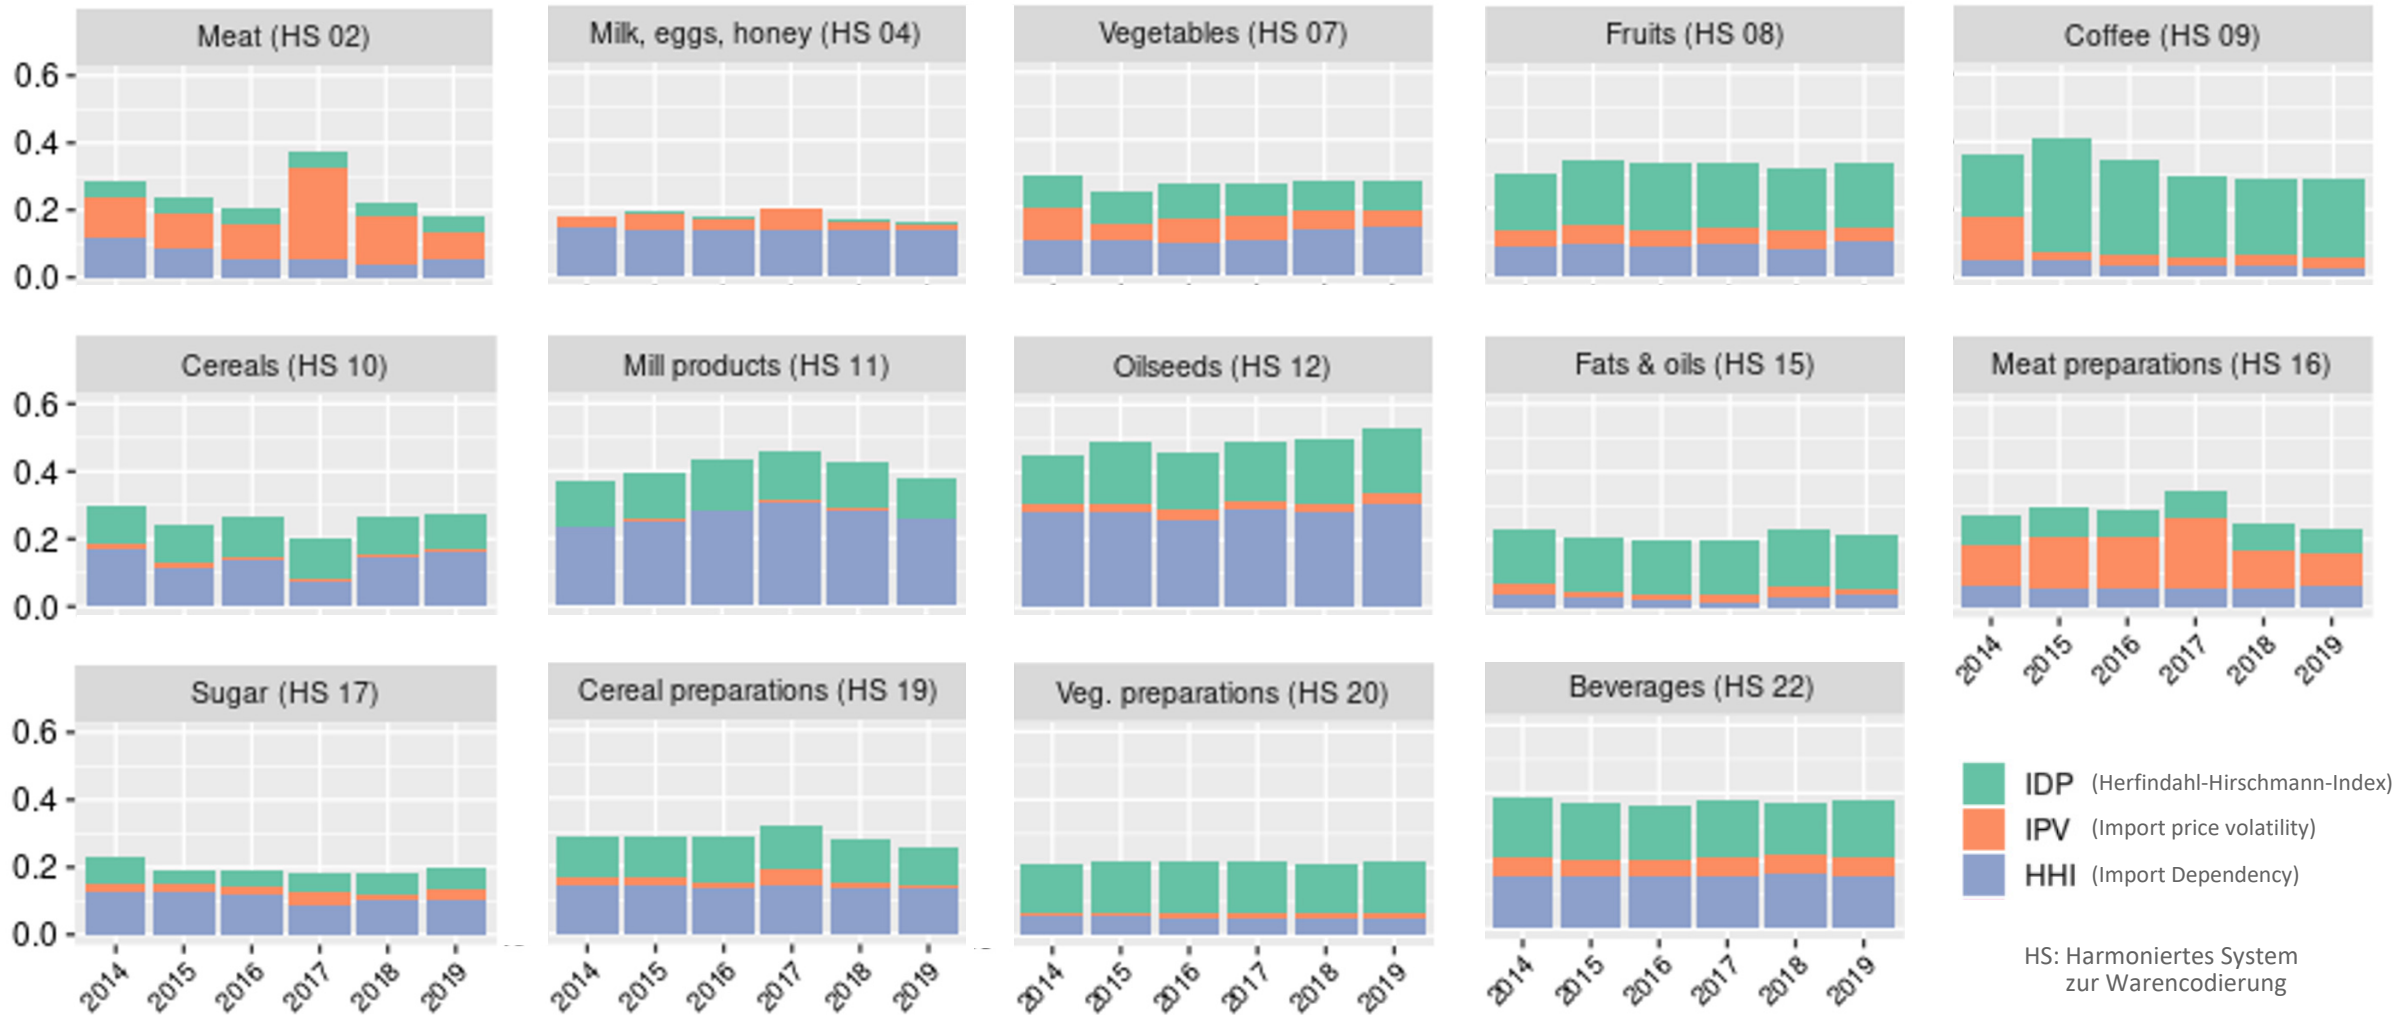 Meat (HS 02)
Milk, eggs, honey (HS 04)
Vegetables (HS 07)
Fruits (HS 08)
Coffee (HS 09)
0.6
0.4
0.2
0.0
Cereals (HS 10)
Mill products (HS 11)
Oilseeds (HS 12)
Fats & oils (HS 15)
Meat preparations (HS 16)
0.6
0.4
0.2
0.0
2014 2015 2016 2017 2018 2019
Sugar (HS 17)
Cereal preparations (HS 19)
Veg. preparations (HS 20)
Beverages (HS 22)
0.6
0.4
0.2
0.0
2014 2015 2016 2017 2018 2019
2014 2015 2016 2017 2018 2019
2014 2015 2016 2017 2018 2019
2014 2015 2016 2017 2018 2019
IDP (Herfindahl-Hirschmann-Index)
IPV (Import price volatility)
HHI (Import Dependency)
HS: Harmoniertes System
zur Warencodierung